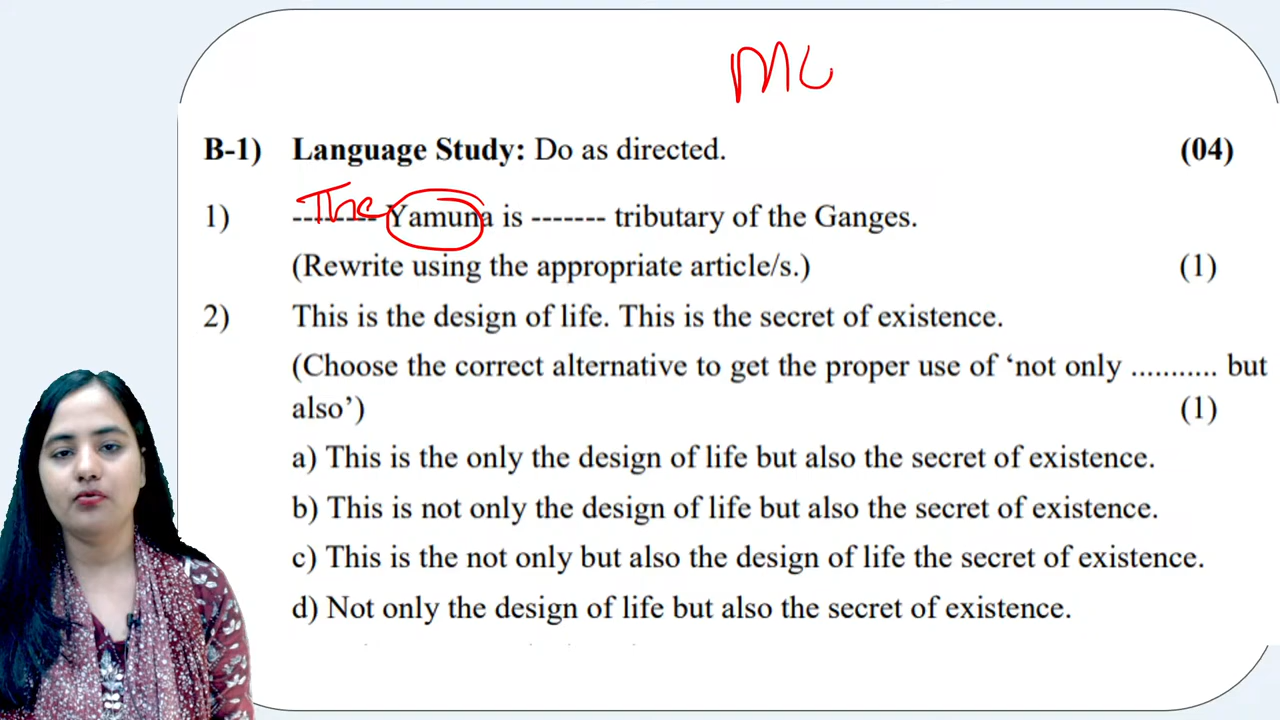 MC
B-1) Language Study: Do as directed. (04)
1) The Yamuna is ------- tributary of the Ganges.
(Rewrite using the appropriate article/s.) (1)
2) This is the design of life. This is the secret of existence.
(Choose the correct alternative to get the proper use of ‘not only ........... but
also’) (1)
a) This is the only the design of life but also the secret of existence.
b) This is not only the design of life but also the secret of existence.
c) This is the not only but also the design of life the secret of existence.
d) Not only the design of life but also the secret of existence.